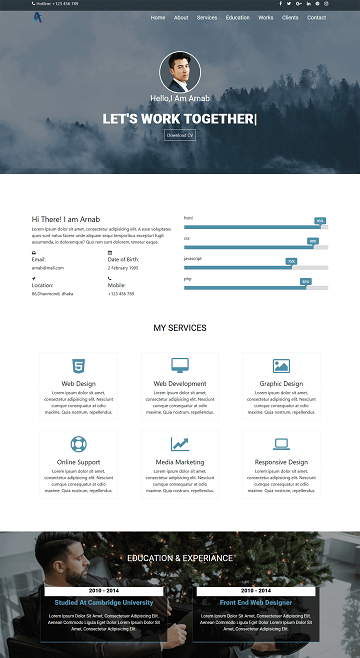 Hotline: +123 456 789
Home About Services Education Works Clients Contact
Hello,I Am Arnab
LET'S WORK TOGETHER|
Download CV
Hi There! I am Arnab
Lorem ipsum dolor sit amet, consectetur adipisicing elit. A esse voluptates
quos sunt natus facere unde aliquam sequi temporibus excepturi fugit
assumenda, in doloremque? Quo rem sunt dolorem, tenetur eaque.
Email:
arnab@mail.com
Date of Birth:
2 February 1995
Location:
86,Dhanmondi dhaka
Mobile:
+123 456 789
html
95%
css
90%
javascript
75%
php
85%
MY SERVICES
Web Design
Lorem ipsum dolor sit amet,
consectetur adipisicing elit.
cumque consequatur at odio
maxime. Quia nostrum, repellendus.
Web Development
Lorem ipsum dolor sit amet,
consectetur adipisicing elit.
cumque consequatur at odio
maxime. Quia nostrum, repellendus.
Graphic Design
Lorem ipsum dolor sit amet,
consectetur adipisicing elit.
cumque consequatur at odio
maxime. Quia nostrum, repellendus.
Online Support
Lorem ipsum dolor sit amet,
consectetur adipisicing elit.
cumque consequatur at odio
maxime. Quia nostrum, repellendus.
Media Marketing
Lorem ipsum dolor sit amet,
consectetur adipisicing elit.
cumque consequatur at odio
maxime. Quia nostrum, repellendus.
Responsive Design
Lorem ipsum dolor sit amet,
consectetur adipisicing elit.
cumque consequatur at odio
maxime. Quia nostrum, repellendus.
EDUCATION & EXPERIANCE
2010 - 2014
Studied At Cambridge University
Lorem Ipsum Dolor Sit Amet, Consectetuer Adipiscing Elit.
Aenean Commodo Ligula Eget Dolor Lorem Ipsum Dolor Sit
Amet, Consectetuer Adipiscing Elit.
2010 - 2014
Front End Web Designer
Lorem Ipsum Dolor Sit Amet, Consectetuer Adipiscing Elit.
Aenean Commodo Ligula Eget Dolor Lorem Ipsum Dolor Sit
Amet, Consectetuer Adipiscing Elit.